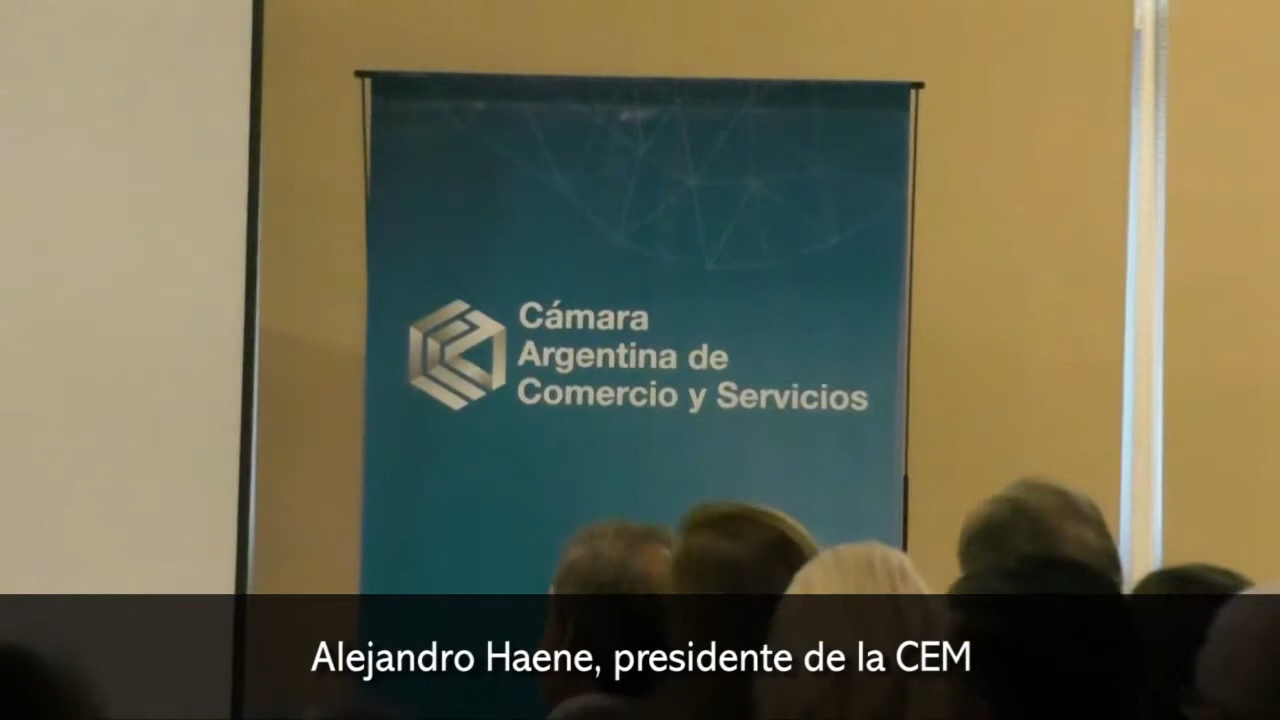 Cámara
Argentina de
Comercio y Servicios
Alejandro Haene, presidente de la CEM